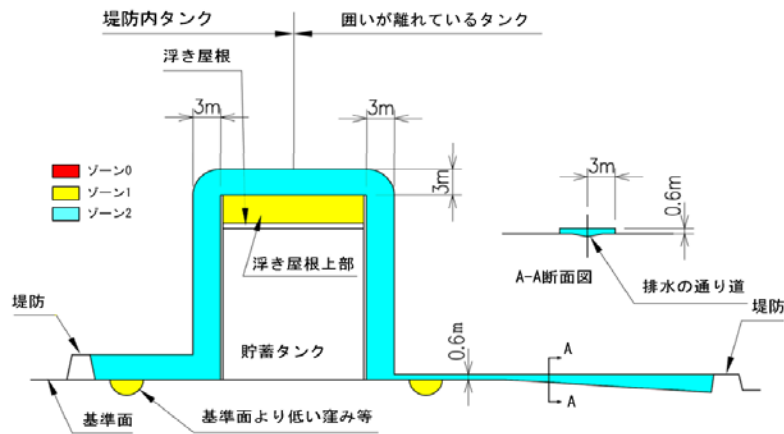 堤防内タンク
囲いが離れているタンク
浮き屋根
3m
3m
3m
ゾーン0
ゾーン1
ゾーン2
3m
0.6m
浮き屋根上部
A-A断面図
排水の通り道
堤防
堤防
貯蓄タンク
0.6m
A
A
基準面
基準面より低い窪み等